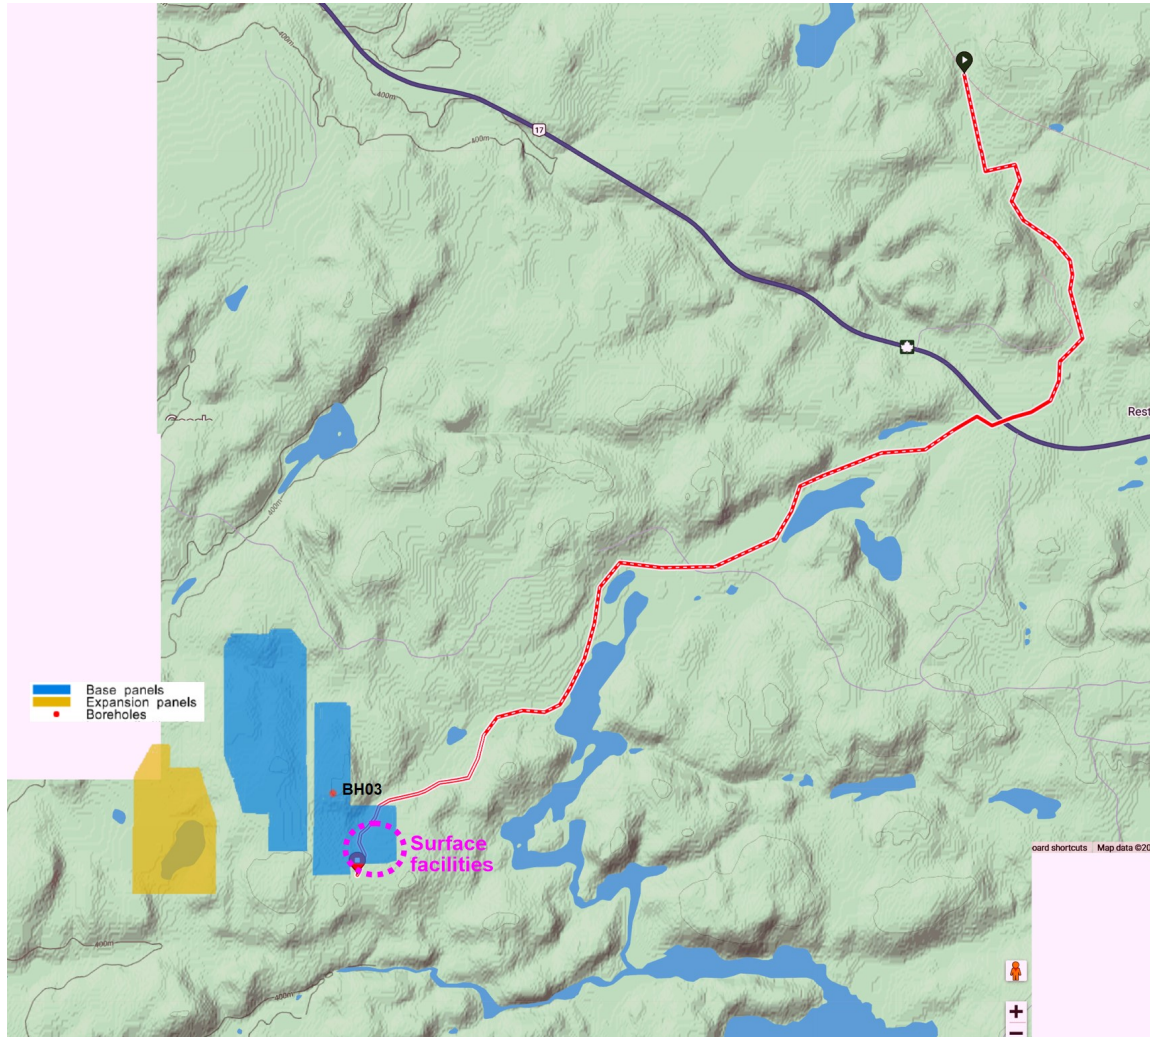 400m
400m
17
Rest
400m
Base panels
Expansion panels
Boreholes
BH03
Surface
facilities
oard shortcuts Map data ©20
400m
400m